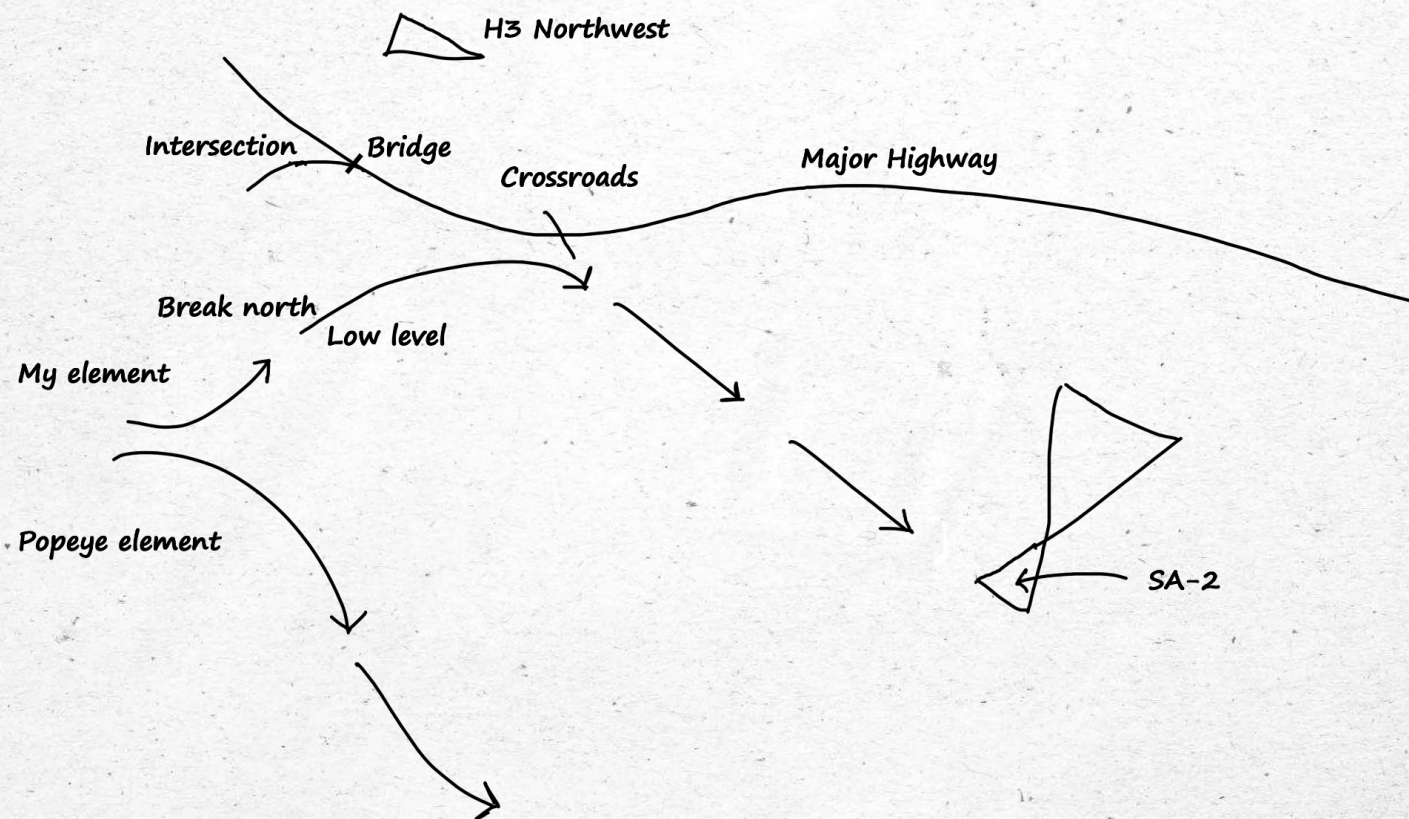 H3 Northwest
Intersection
Bridge
Crossroads
Major Highway
Break north
Low level
My element
Popeye element
SA-2